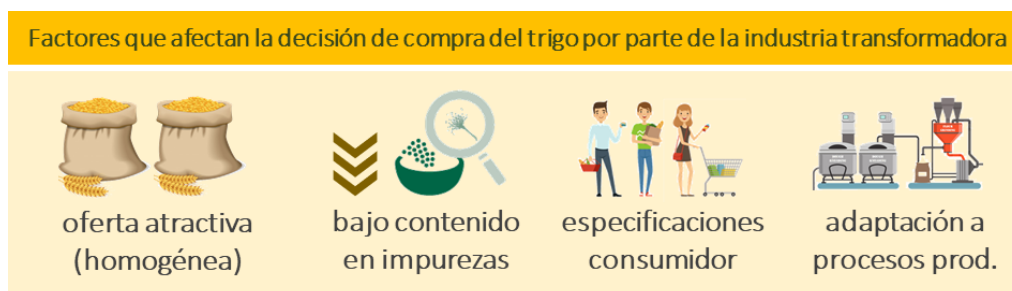 Factores que afectan la decisión de compra del trigo por parte de la industria transformadora
oferta atractiva
(homogénea)
bajo contenido
en impurezas
especificaciones
consumidor
adaptación a
procesos prod.